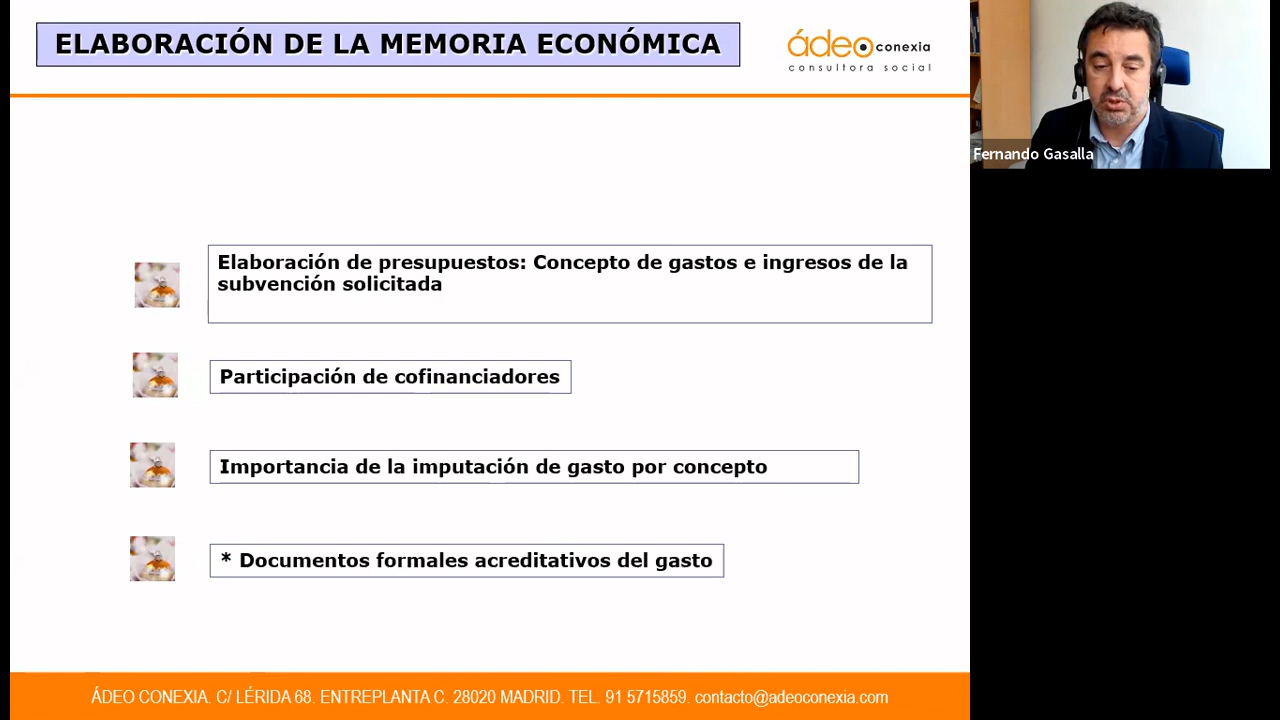 ELABORACIÓN DE LA MEMORIA ECONÓMICA
ádeo conexia
consultora social
Fernando Gasalla
Elaboración de presupuestos: Concepto de gastos e ingresos de la
subvención solicitada
Participación de cofinanciadores
Importancia de la imputación de gasto por concepto
* Documentos formales acreditativos del gasto
ÁDEO CONEXIA. C/ LÉRIDA 68. ENTREPLANTA C. 28020 MADRID. TEL. 91 5715859. contacto@adeoconexia.com